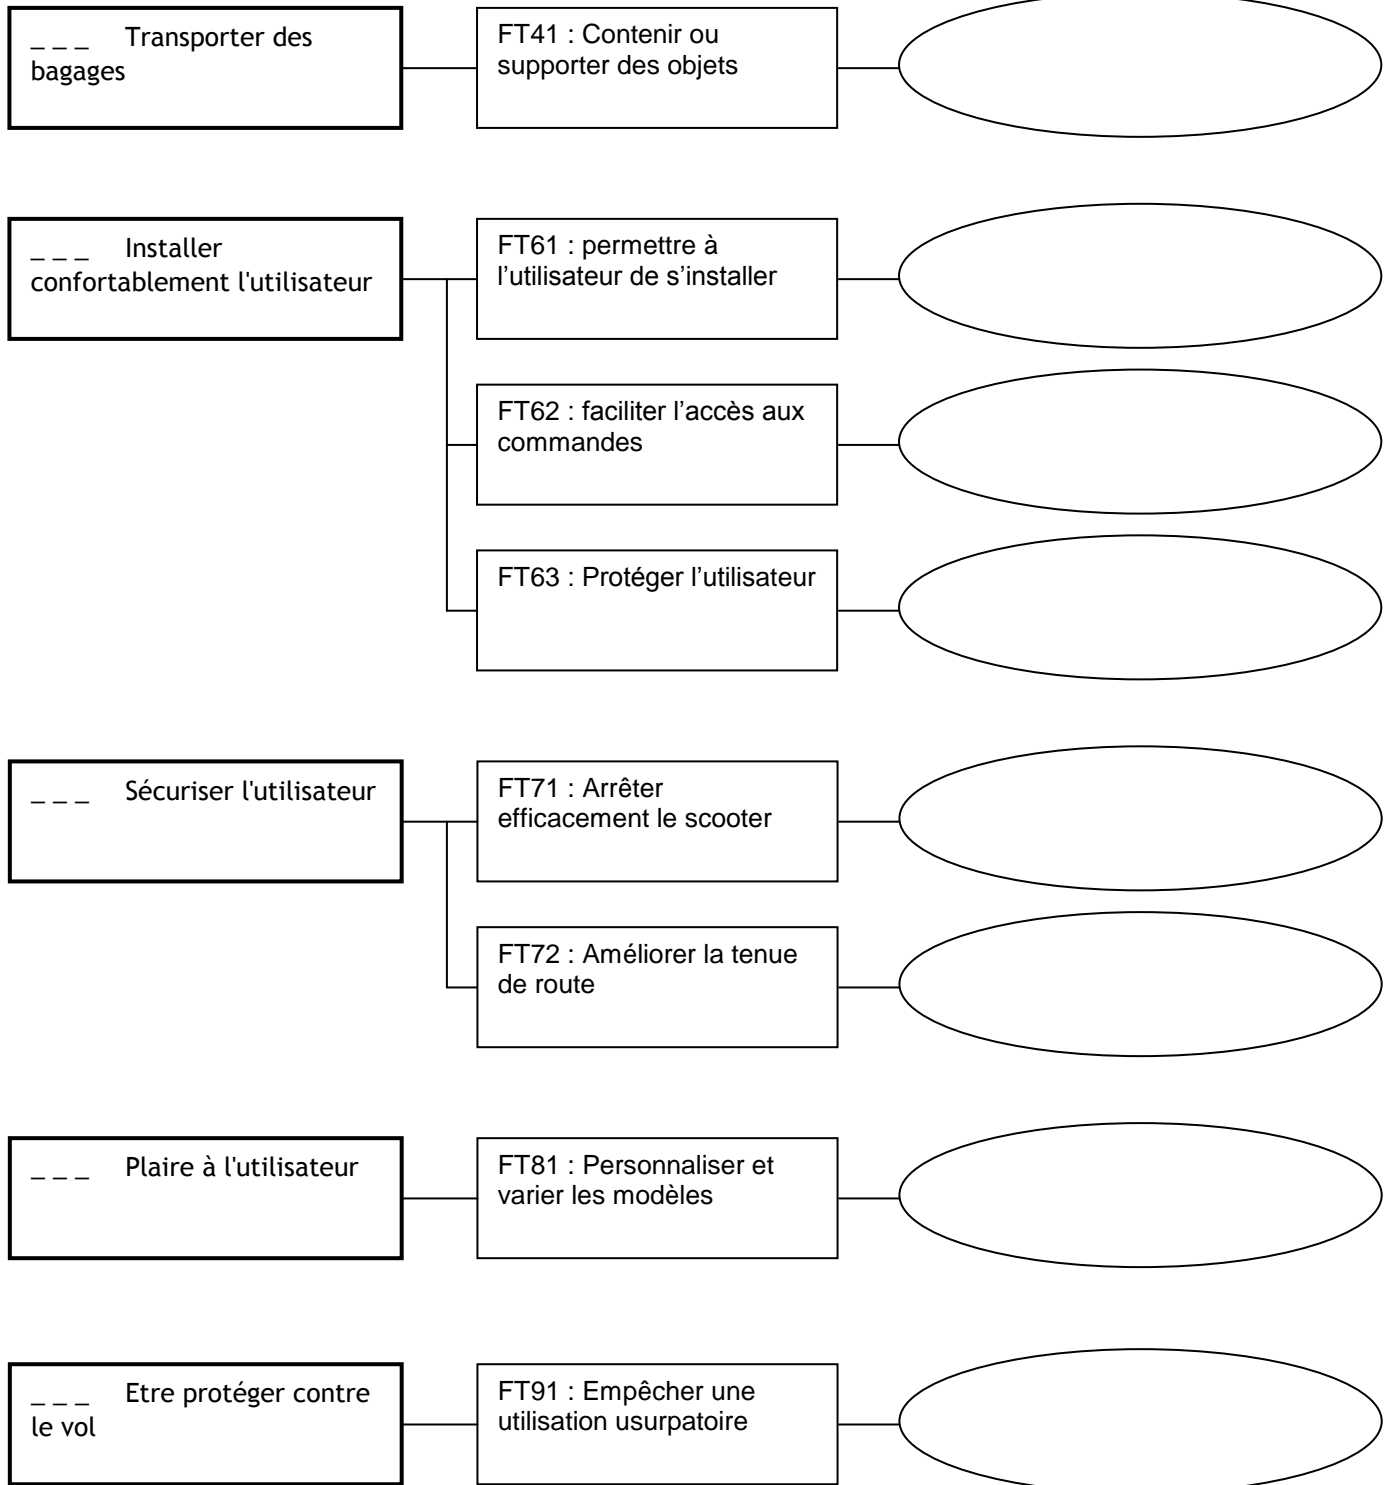 _ _ _ Transporter des
bagages
FT41 : Contenir ou
supporter des objets
_ _ _ Installer
confortablement l'utilisateur
FT61 : permettre à
l’utilisateur de s’installer
FT62 : faciliter l’accès aux
commandes
FT63 : Protéger l’utilisateur
_ _ _ Sécuriser l'utilisateur
FT71 : Arrêter
efficacement le scooter
FT72 : Améliorer la tenue
de route
_ _ _ Plaire à l'utilisateur
FT81 : Personnaliser et
varier les modèles
_ _ _ Etre protéger contre
le vol
FT91 : Empêcher une
utilisation usurpatoire